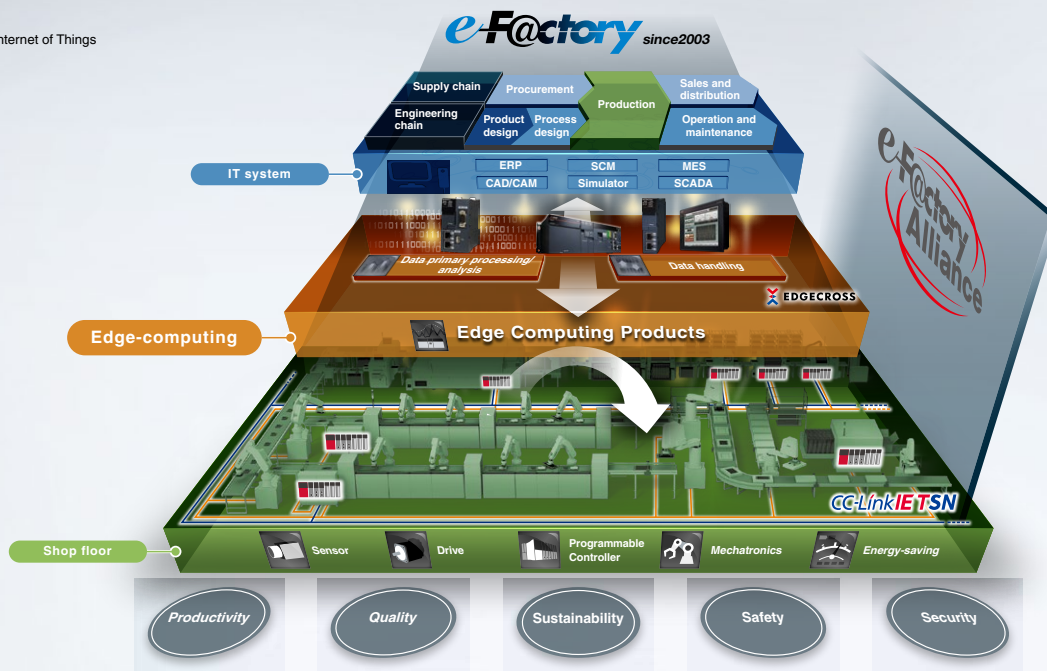 nternet of Things
e-F@ctory since2003
Supply chain
Procurement
Production
Sales and
distribution
Engineering
chain
Product
design
Process
design
Operation and
maintenance
IT system
ERP
SCM
MES
CAD/CAM
Simulator
SCADA
Data primary processing/
analysis
Data handling
EDGECROSS
Edge-computing
Edge Computing Products
e-F@ctory
Alliance
CC-Link IE TSN
Shop floor
Sensor
Drive
Programmable
Controller
Mechatronics
Energy-saving
Productivity
Quality
Sustainability
Safety
Security